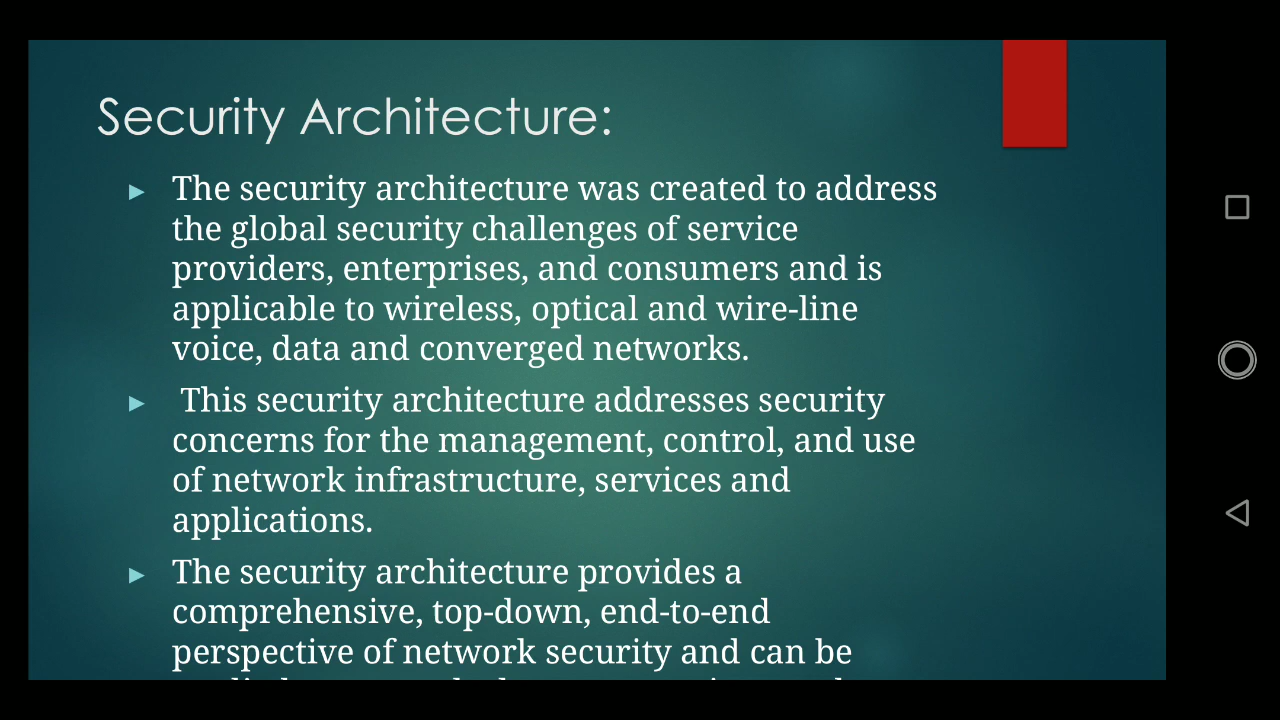 Security Architecture:
► The security architecture was created to address
the global security challenges of service
providers, enterprises, and consumers and is
applicable to wireless, optical and wire-line
voice, data and converged networks.
► This security architecture addresses security
concerns for the management, control, and use
of network infrastructure, services and
applications.
► The security architecture provides a
comprehensive, top-down, end-to-end
perspective of network security and can be